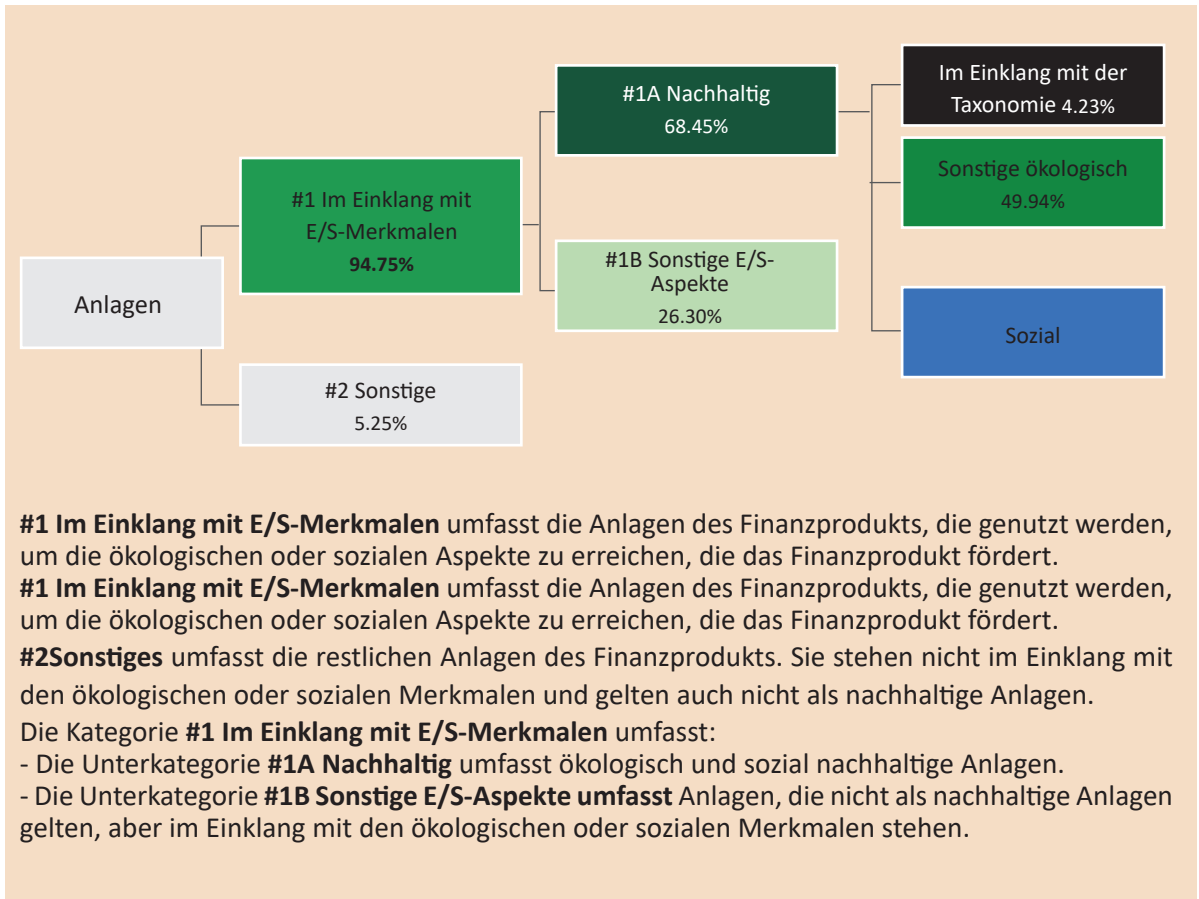 Anlagen
#1 Im Einklang mit
E/S-Merkmalen
94.75%
#2 Sonstige
5.25%
#1A Nachhaltig
68.45%
#1B Sonstige E/S-
Aspekte
26.30%
Im Einklang mit der
Taxonomie 4.23%
Sonstige ökologisch
49.94%
Sozial
#1 Im Einklang mit E/S-Merkmalen umfasst die Anlagen des Finanzprodukts, die genutzt werden,
um die ökologischen oder sozialen Aspekte zu erreichen, die das Finanzprodukt fördert.
#1 Im Einklang mit E/S-Merkmalen umfasst die Anlagen des Finanzprodukts, die genutzt werden,
um die ökologischen oder sozialen Aspekte zu erreichen, die das Finanzprodukt fördert.
#2Sonstiges umfasst die restlichen Anlagen des Finanzprodukts. Sie stehen nicht im Einklang mit
den ökologischen oder sozialen Merkmalen und gelten auch nicht als nachhaltige Anlagen.
Die Kategorie #1 Im Einklang mit E/S-Merkmalen umfasst:
- Die Unterkategorie #1A Nachhaltig umfasst ökologisch und sozial nachhaltige Anlagen.
- Die Unterkategorie #1B Sonstige E/S-Aspekte umfasst Anlagen, die nicht als nachhaltige Anlagen
gelten, aber im Einklang mit den ökologischen oder sozialen Merkmalen stehen.